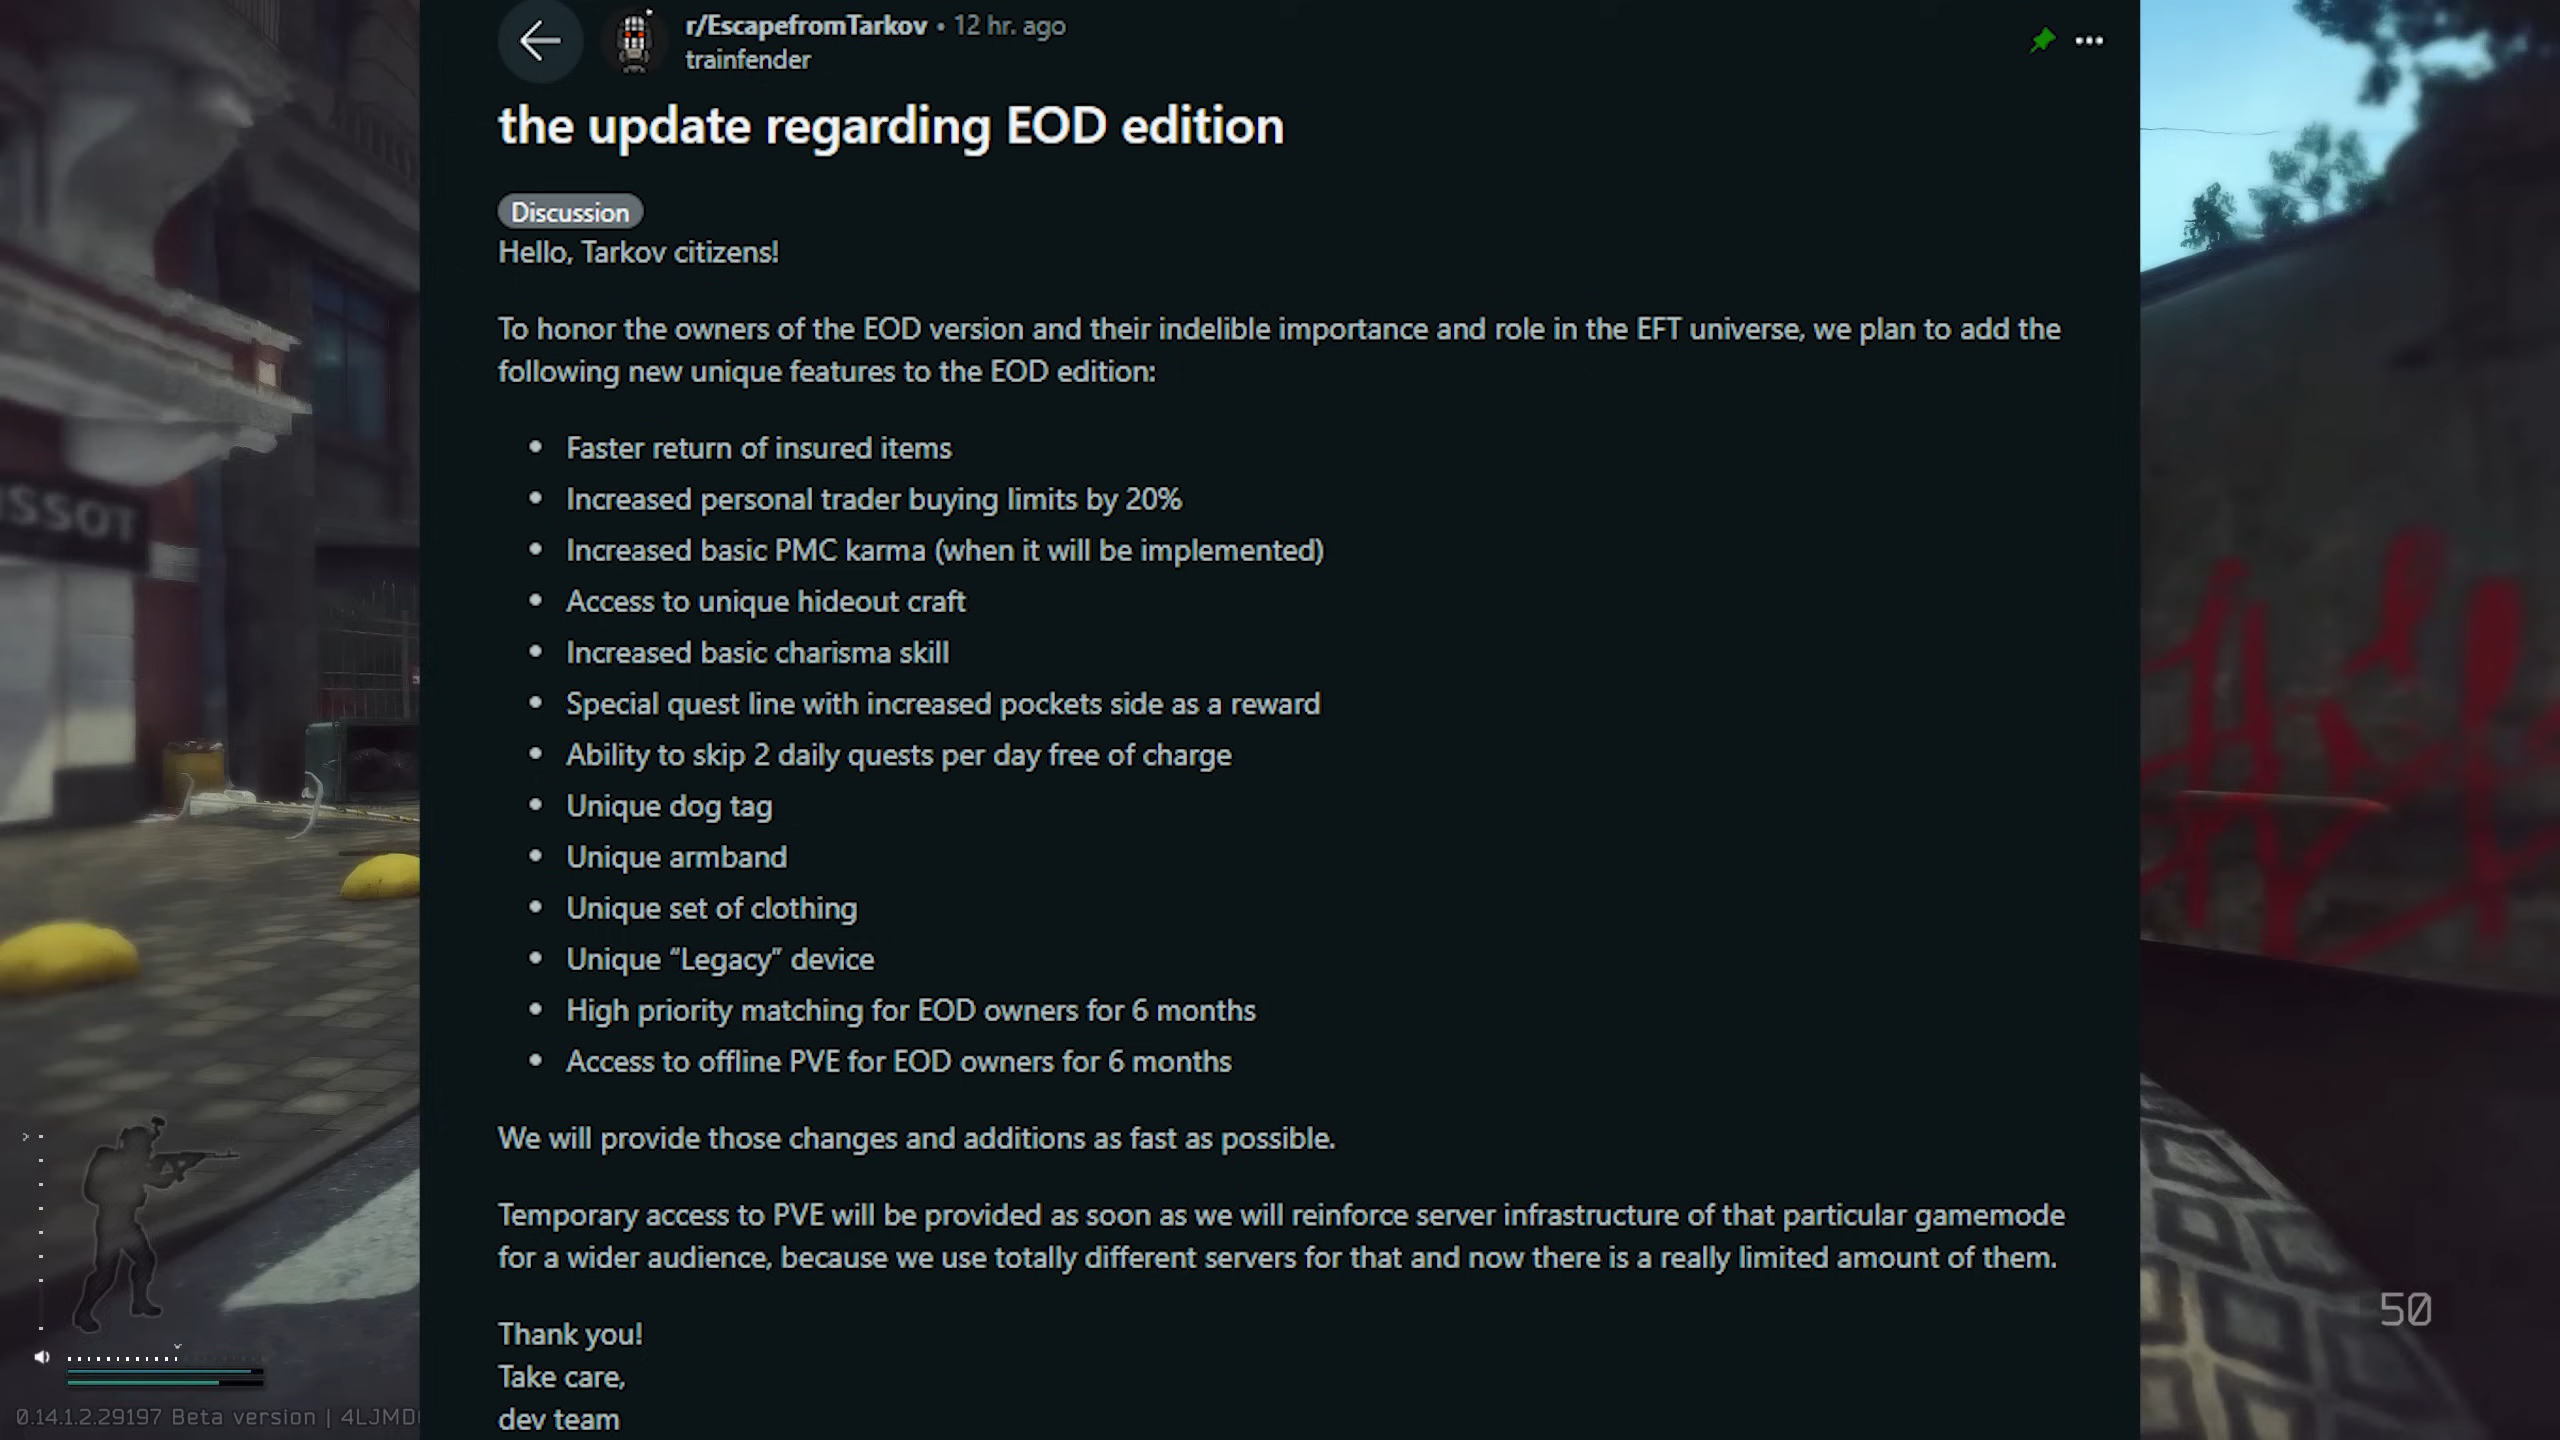 r/EscapefromTarkov • 12 hr. ago
trainfender
the update regarding EOD edition
Discussion
Hello, Tarkov citizens!
To honor the owners of the EOD version and their indelible importance and role in the EFT universe, we plan to add the
following new unique features to the EOD edition:
• Faster return of insured items
• Increased personal trader buying limits by 20%
• Increased basic PMC karma (when it will be implemented)
• Access to unique hideout craft
• Increased basic charisma skill
• Special quest line with increased pockets side as a reward
• Ability to skip 2 daily quests per day free of charge
• Unique dog tag
• Unique armband
• Unique set of clothing
• Unique “Legacy” device
• High priority matching for EOD owners for 6 months
• Access to offline PVE for EOD owners for 6 months
We will provide those changes and additions as fast as possible.
Temporary access to PVE will be provided as soon as we will reinforce server infrastructure of that particular gamemode
for a wider audience, because we use totally different servers for that and now there is a really limited amount of them.
Thank you!
Take care,
dev team
ISSOT
50
0.14.1.2.29197 Beta version | 4LJMD